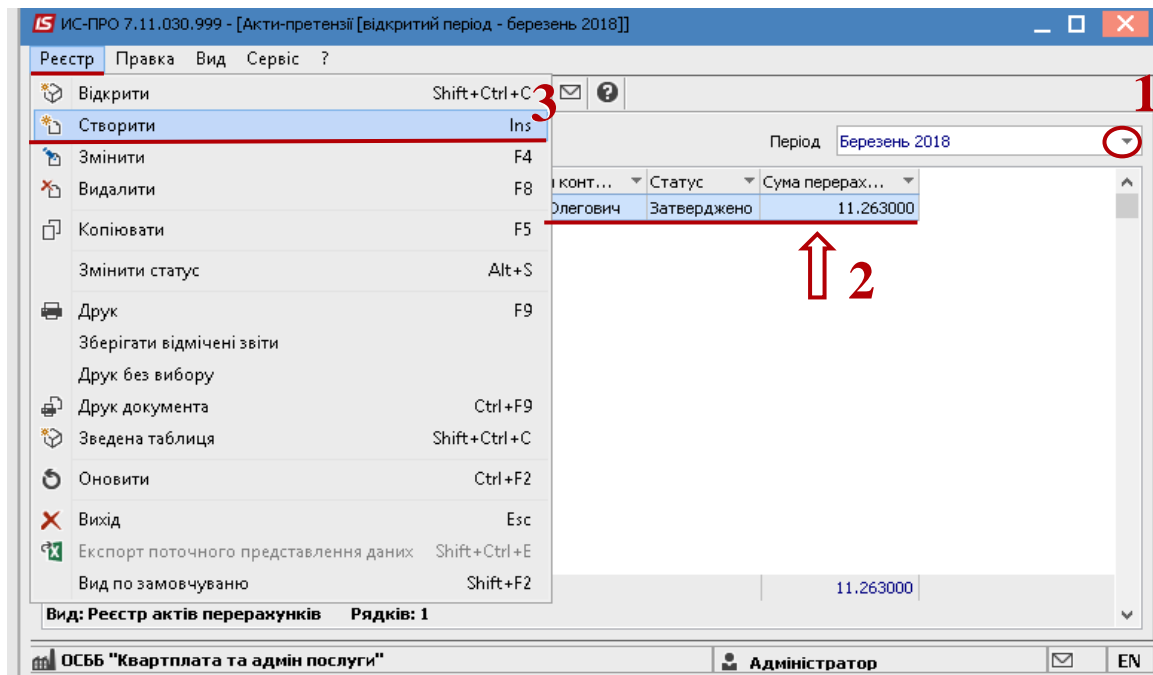 ИС-ПРО 7.11.030.999 - [Акти-претензії [відкритий період - березень 2018]]
Реєстр Правка Вид Сервіс ?
1
Відкрити Shift+Ctrl+C
3
Створити Ins
Період Березень 2018
Змінити F4
Видалити F8
конт... Статус Сума перерах...
Олегович Затверджено 11.263000
Копіювати F5
Змінити статус Alt+S
2
Друк F9
Зберігати відмічені звіти
Друк без вибору
Друк документа Ctrl+F9
Зведена таблиця Shift+Ctrl+C
Оновити Ctrl+F2
Вихід Esc
Експорт поточного представлення даних Shift+Ctrl+E
Вид по замовчуваню Shift+F2
11.263000
Вид: Реєстр актів перерахунків Рядків: 1
ОСББ "Квартплата та адмін послуги" Адміністратор EN